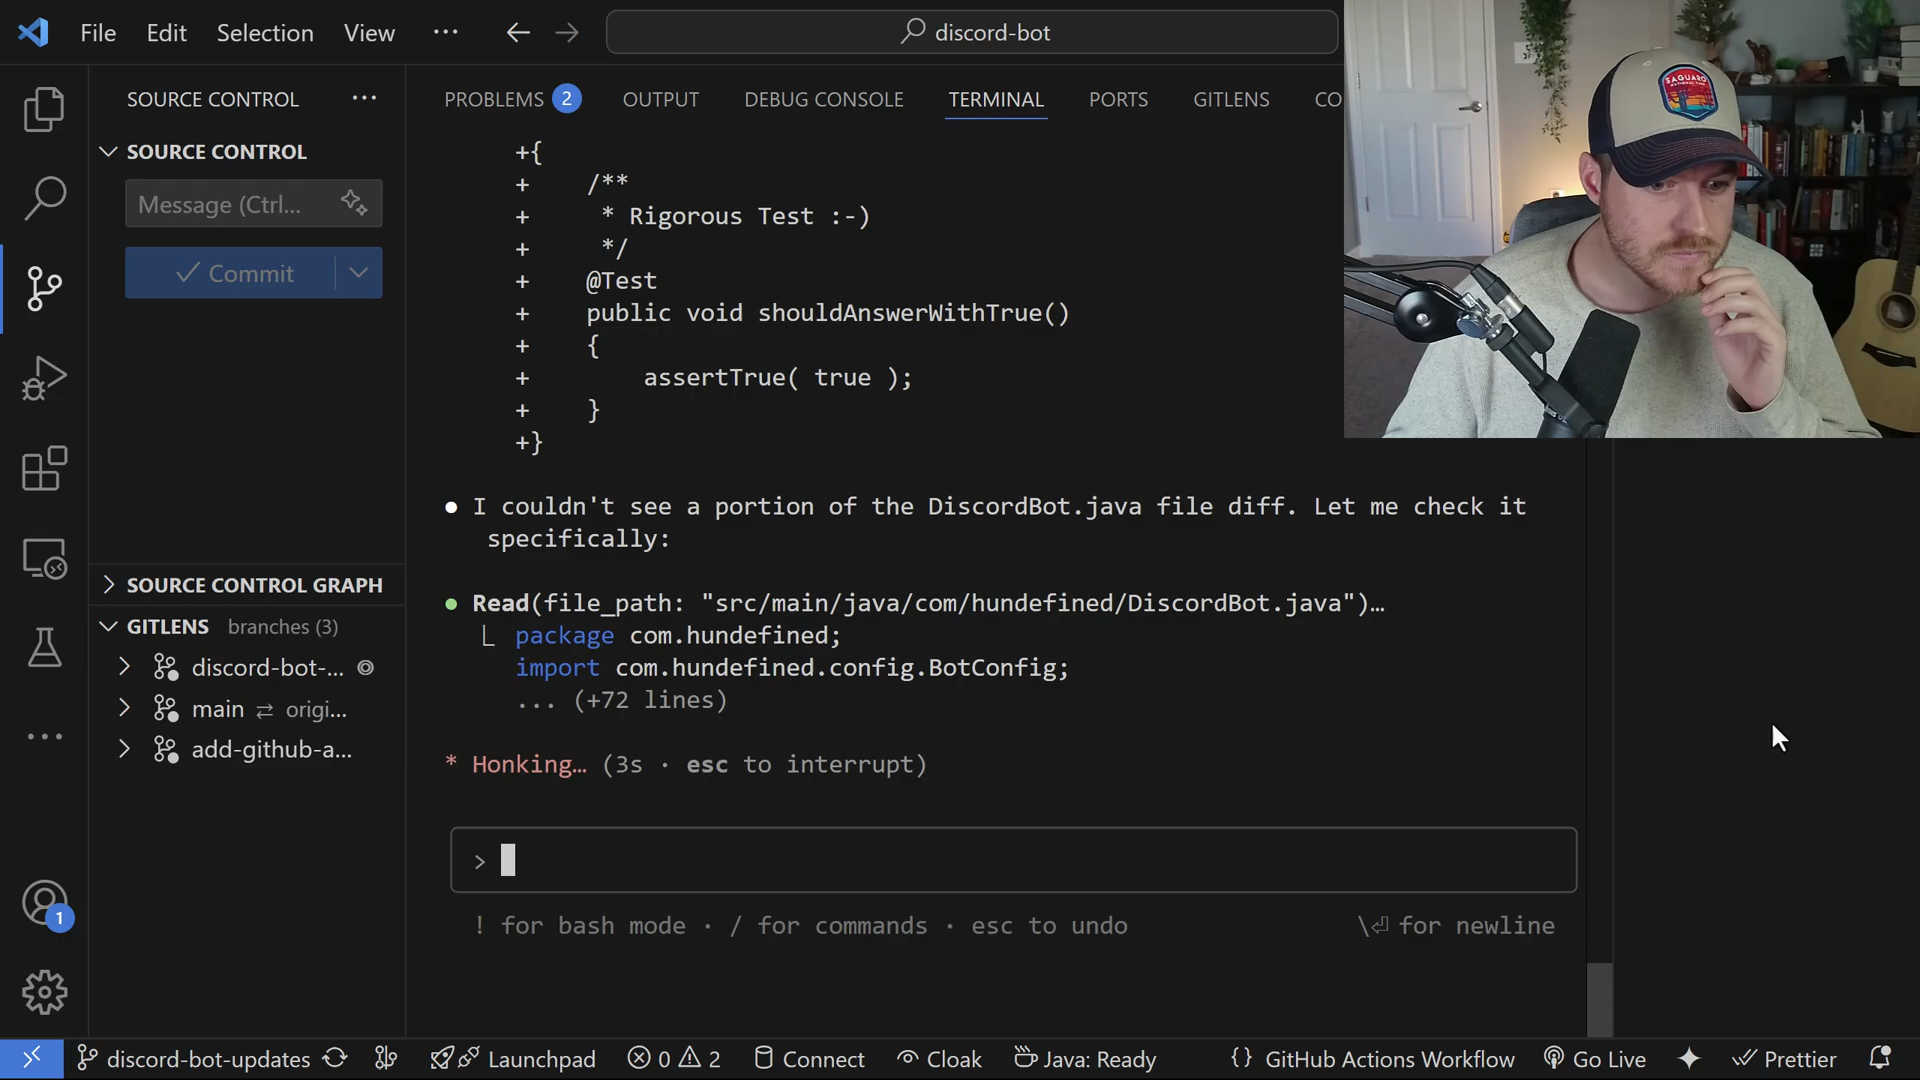 File Edit Selection View ... discord-bot
SOURCE CONTROL ...
SOURCE CONTROL
Message (Ctrl...
Commit
SOURCE CONTROL GRAPH
GITLENS branches (3)
discord-bot-...
main ⇄ origi...
add-github-a...
1
PROBLEMS 2 OUTPUT DEBUG CONSOLE TERMINAL PORTS GITLENS CO
+{
+ /**
+ * Rigorous Test :-)
+ */
+ @Test
+ public void shouldAnswerWithTrue()
+ {
+ assertTrue( true );
+ }
+}
● I couldn't see a portion of the DiscordBot.java file diff. Let me check it
specifically:
● Read(file_path: "src/main/java/com/hundefined/DiscordBot.java")…
package com.hundefined;
import com.hundefined.config.BotConfig;
... (+72 lines)
* Honking… (3s · esc to interrupt)
>
! for bash mode · / for commands · esc to undo \⏎ for newline
SAGUARO
discord-bot-updates Launchpad 0 2 Connect Cloak Java: Ready {} GitHub Actions Workflow Go Live Prettier